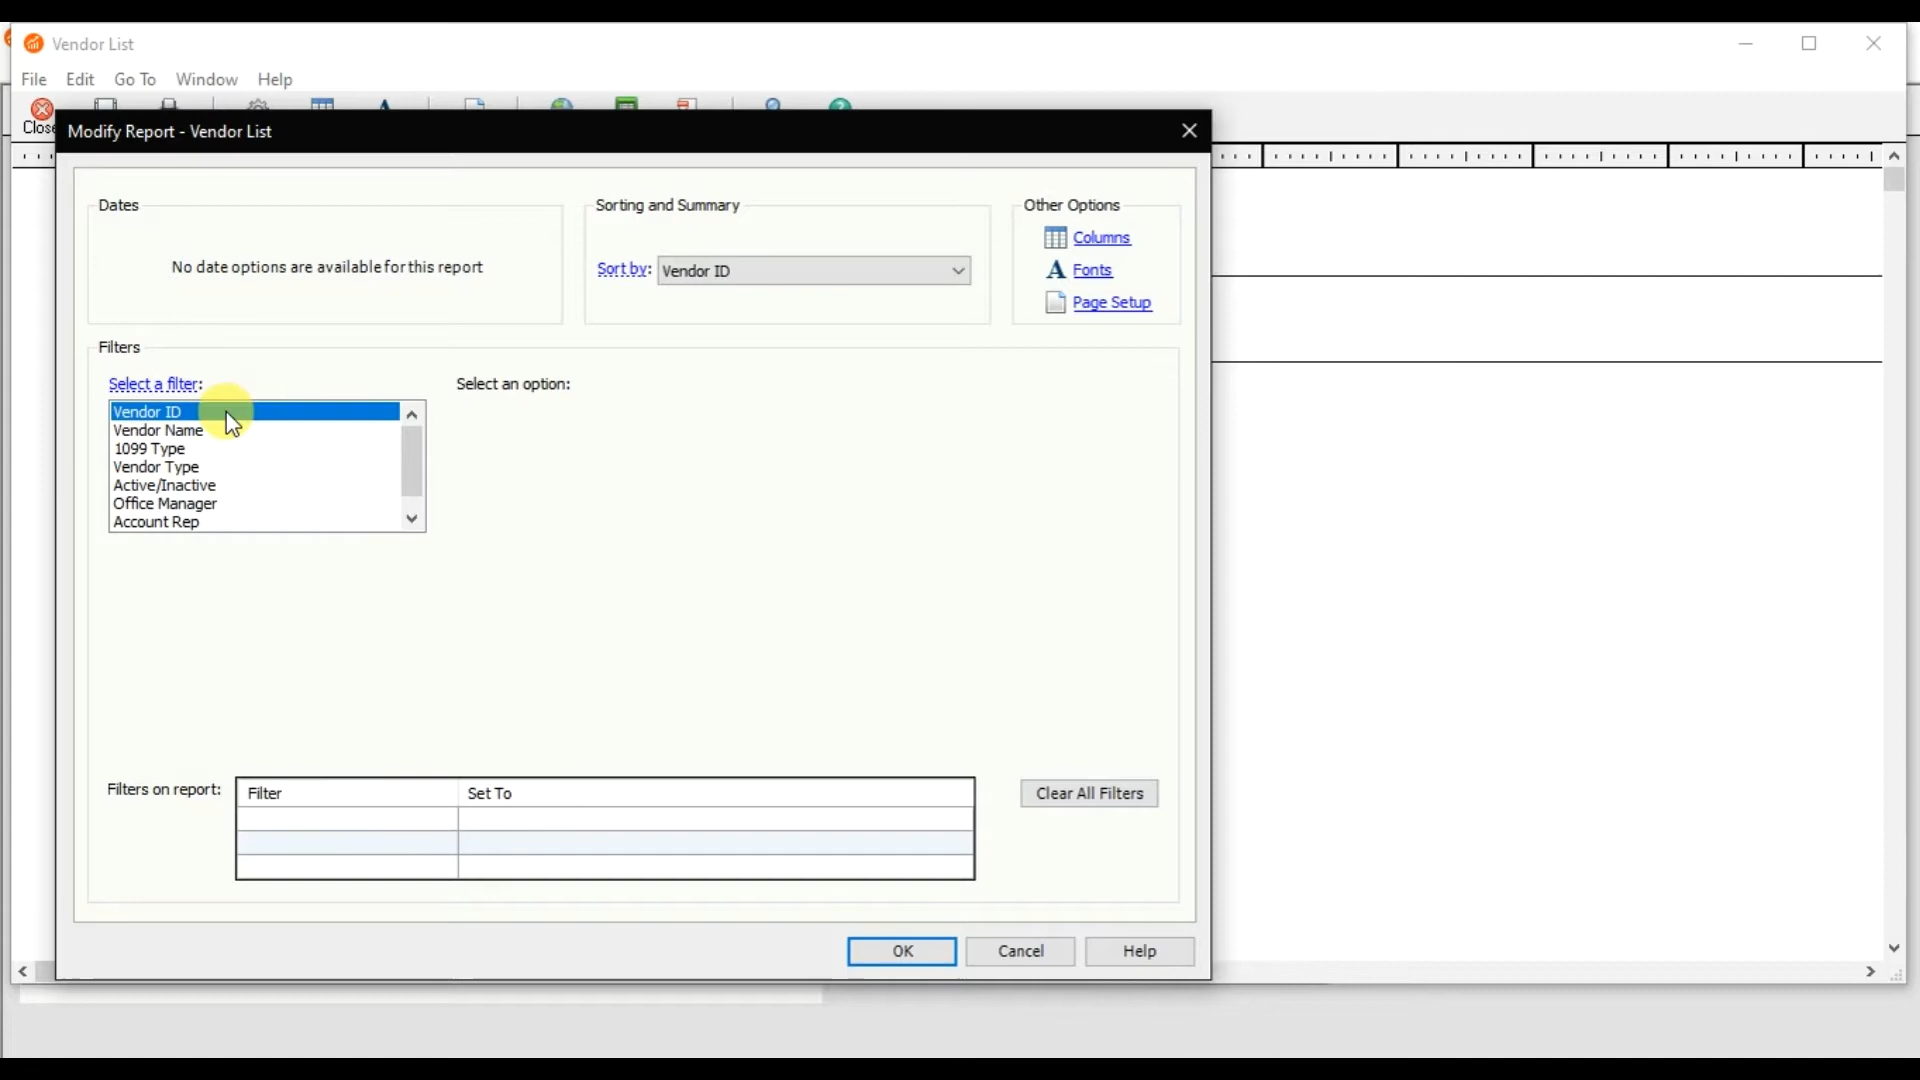 Vendor List
File Edit Go To Window Help
Close
Modify Report - Vendor List
Dates
No date options are available for this report
Sorting and Summary
Sort by: Vendor ID
Other Options
Columns
Fonts
Page Setup
Filters
Select a filter:
Vendor ID
Vendor Name
1099 Type
Vendor Type
Active/Inactive
Office Manager
Account Rep
Select an option:
Filters on report:
Filter Set To
Clear All Filters
OK Cancel Help